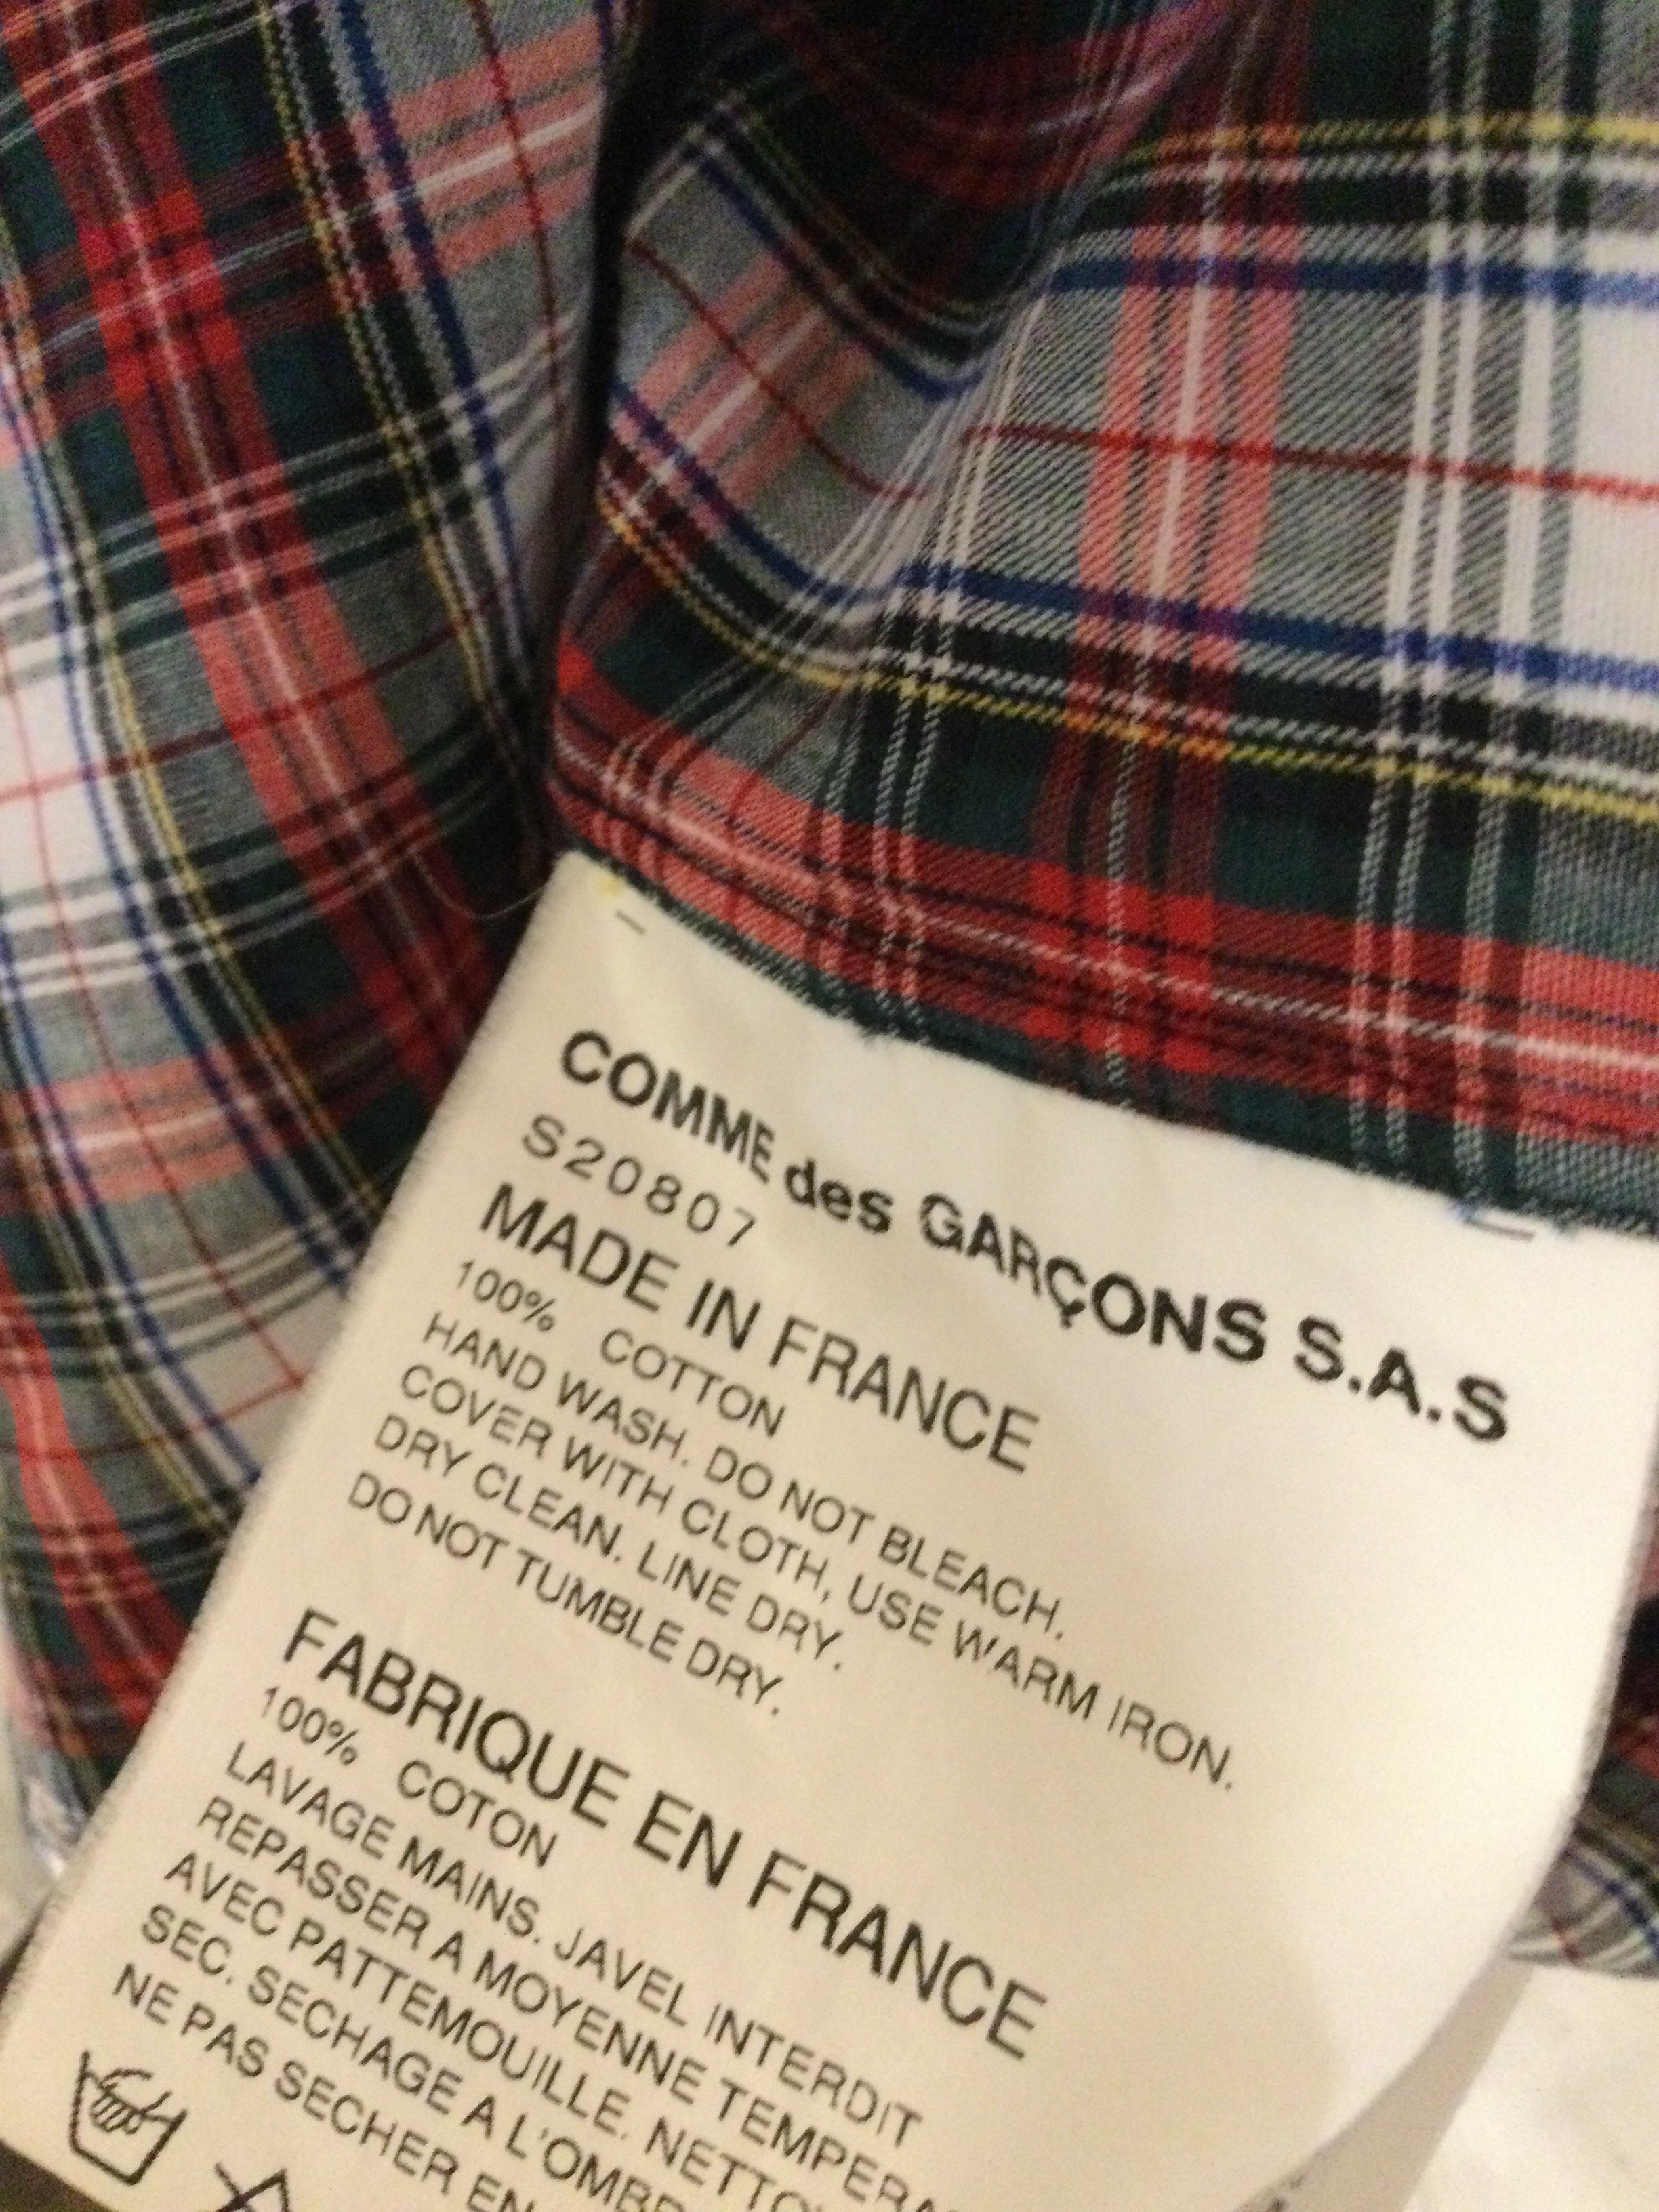 COMME des GARÇONS S.A.S
S20807
MADE IN FRANCE
100% COTTON
HAND WASH. DO NOT BLEACH.
COVER WITH CLOTH, USE WARM IRON.
DRY CLEAN. LINE DRY.
DO NOT TUMBLE DRY.
FABRIQUE EN FRANCE
100% COTON
LAVAGE MAINS. JAVEL INTERDIT
REPASSER A MOYENNE
AVEC PATTEMOUILLE.
SEC. SECHAGE A
NE PAS SECHER EN